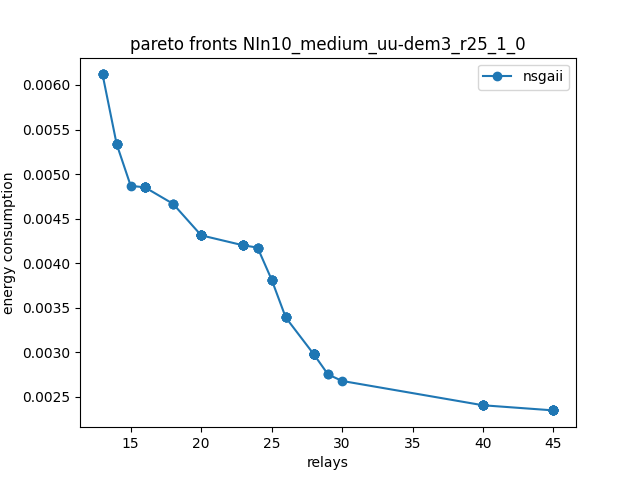 pareto fronts NIn10_medium_uu-dem3_r25_1_0
nsgaii
0.0060
0.0055
0.0050
0.0045
0.0040
0.0035
0.0030
0.0025
energy consumption
15 20 25 30 35 40 45
relays